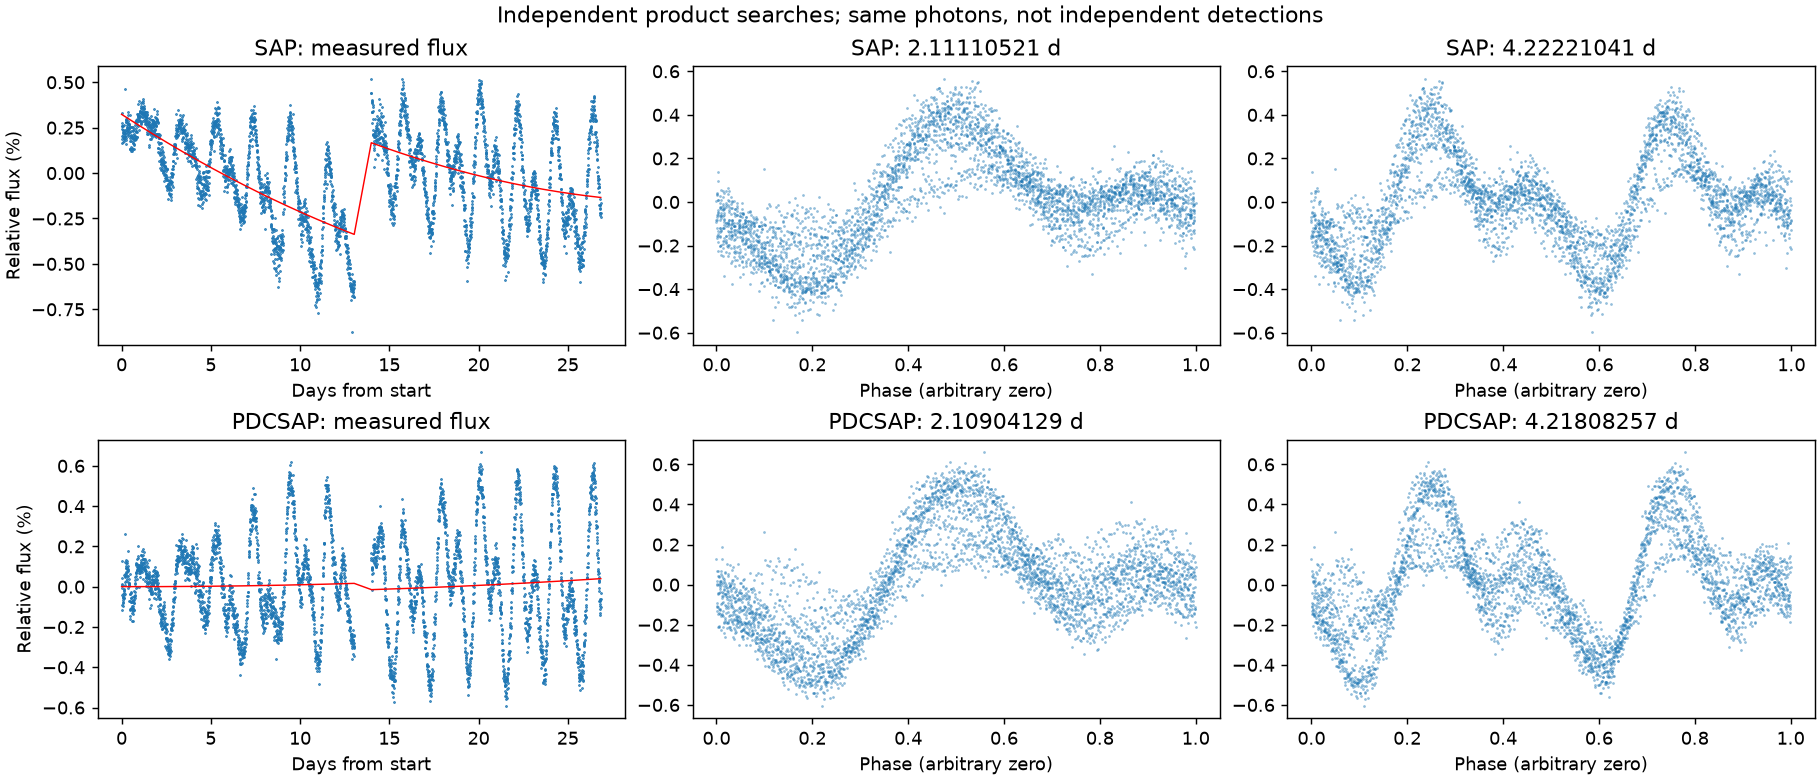 Independent product searches; same photons, not independent detections
SAP: measured flux
SAP: 2.11110521 d
SAP: 4.22221041 d
Relative flux (%)
0.50
0.25
0.00
−0.25
−0.50
−0.75
0 5 10 15 20 25
Days from start
0.6
0.4
0.2
0.0
−0.2
−0.4
−0.6
0.0 0.2 0.4 0.6 0.8 1.0
Phase (arbitrary zero)
0.6
0.4
0.2
0.0
−0.2
−0.4
−0.6
0.0 0.2 0.4 0.6 0.8 1.0
Phase (arbitrary zero)
PDCSAP: measured flux
PDCSAP: 2.10904129 d
PDCSAP: 4.21808257 d
Relative flux (%)
0.6
0.4
0.2
0.0
−0.2
−0.4
−0.6
0 5 10 15 20 25
Days from start
0.6
0.4
0.2
0.0
−0.2
−0.4
−0.6
0.0 0.2 0.4 0.6 0.8 1.0
Phase (arbitrary zero)
0.6
0.4
0.2
0.0
−0.2
−0.4
−0.6
0.0 0.2 0.4 0.6 0.8 1.0
Phase (arbitrary zero)